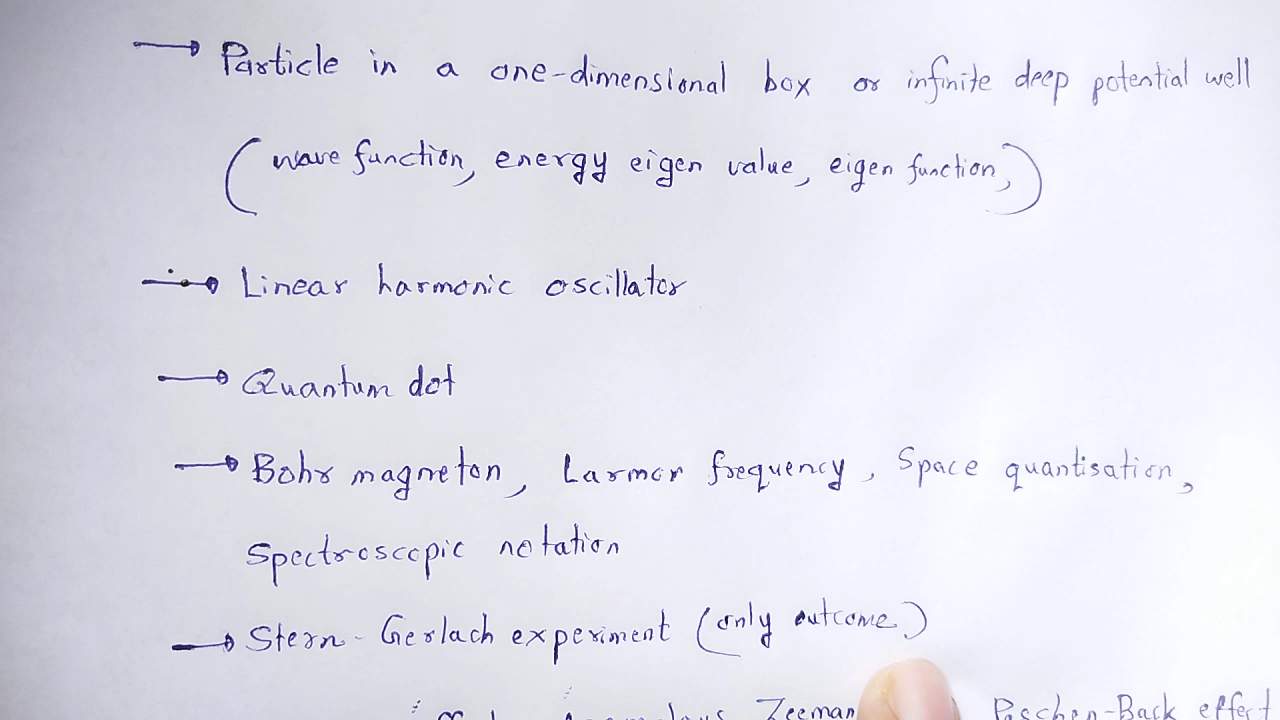 → Particle in a one-dimensional box or infinite deep potential well
(wave function, energy eigen value, eigen function,)
→ Linear harmonic oscillator
→ Quantum dot
→ Bohr magneton, Larmor frequency, Space quantisation,
Spectroscopic notation
→ Stern-Gerlach experiment (only outcome)
Zeeman Paschen-Back effect